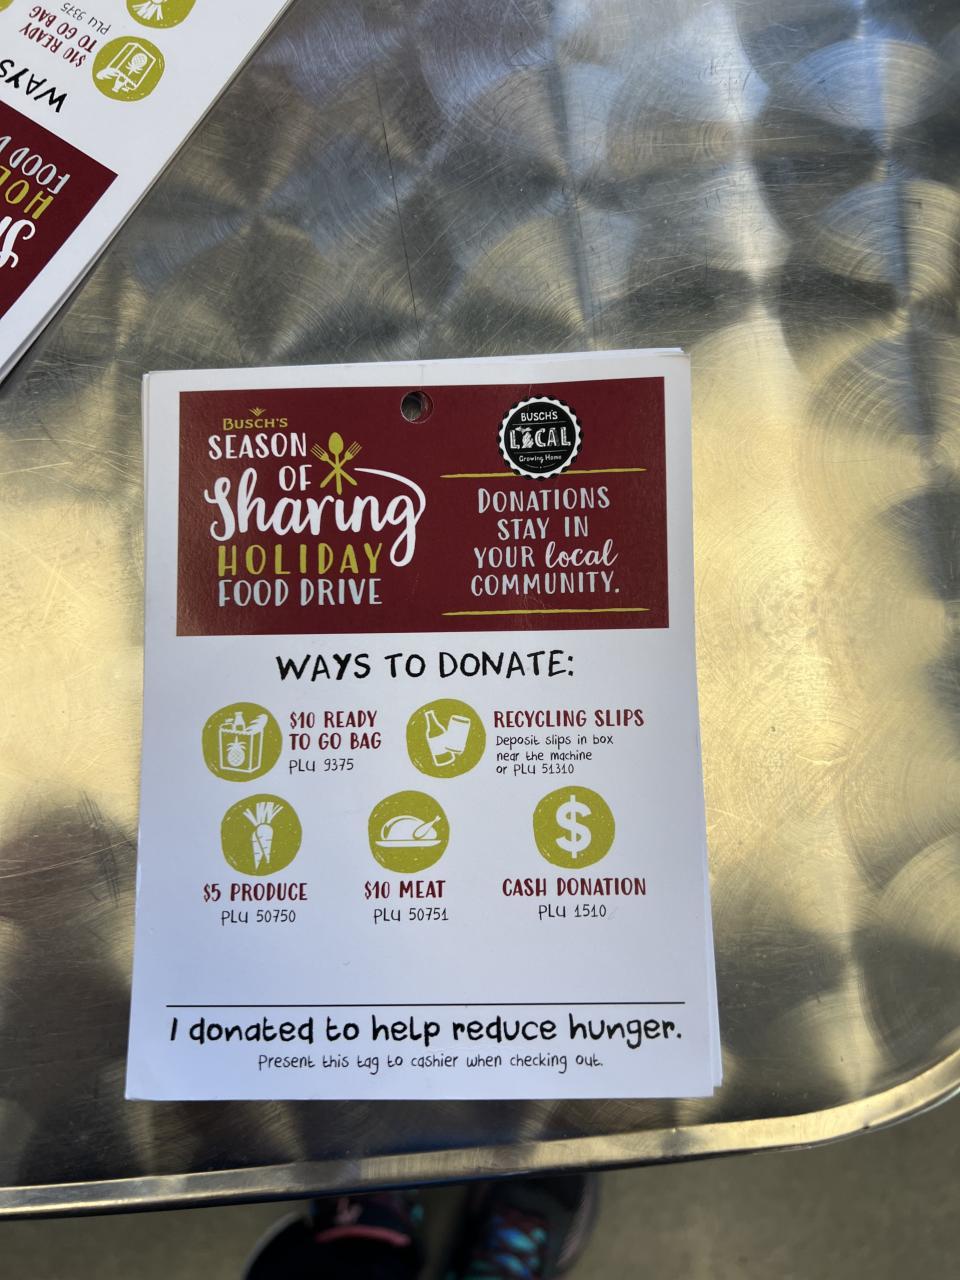 $10 READY
TO GO BAG
PLU 9375
WAYS
FOOD
BUSCH'S
SEASON
OF
Sharing
HOLIDAY
FOOD DRIVE
BUSCH'S
LOCAL
Growing Home
DONATIONS
STAY IN
YOUR local
COMMUNITY.
WAYS TO DONATE:
$10 READY
TO GO BAG
PLU 9375
RECYCLING SLIPS
Deposit slips in box
near the machine
or PLU 51310
$5 PRODUCE
PLU 50750
$10 MEAT
PLU 50751
CASH DONATION
PLU 1510
I donated to help reduce hunger.
Present this tag to cashier when checking out.